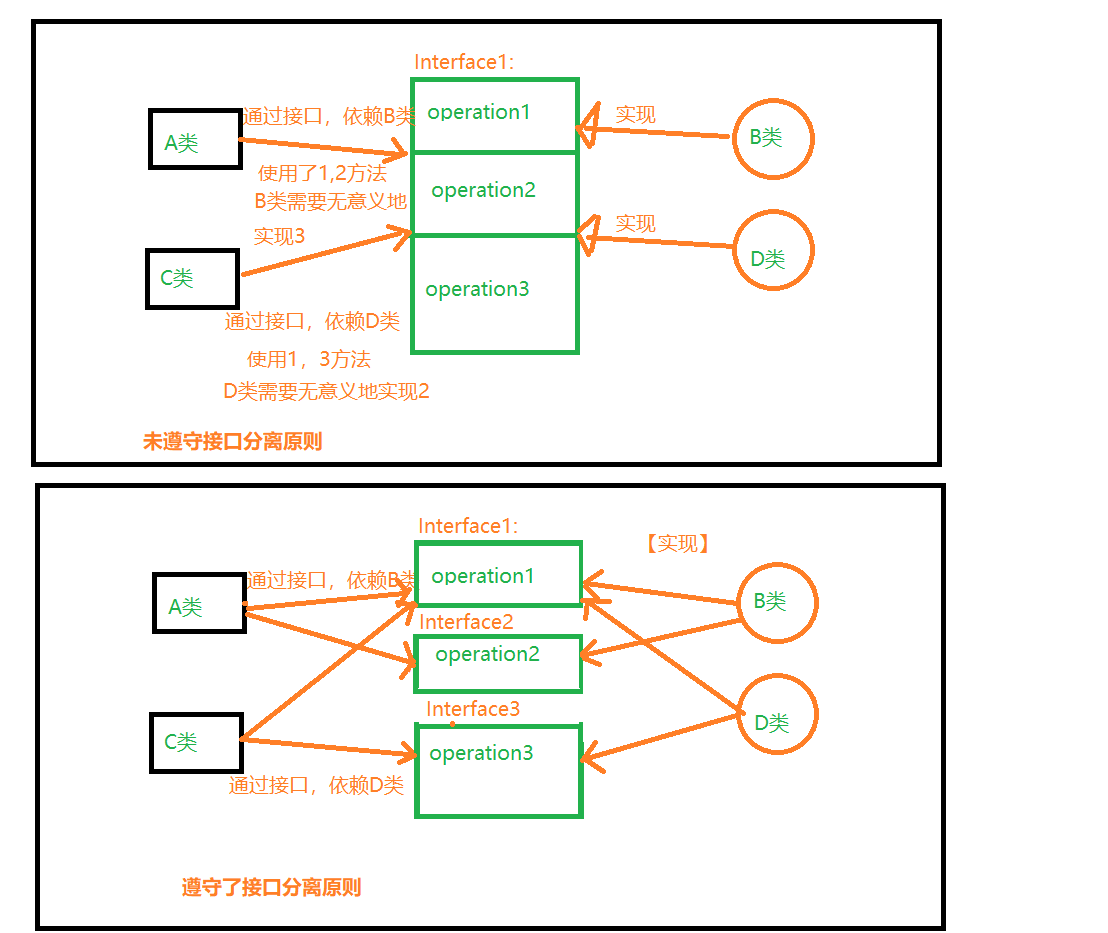 Interface1:
通过接口，依赖B类
operation1
实现
A类
B类
使用了1,2方法
B类需要无意义地
operation2
实现3
实现
C类
D类
operation3
通过接口，依赖D类
使用1，3方法
D类需要无意义地实现2
未遵守接口分离原则
Interface1:
【实现】
通过接口，依赖B类
operation1
A类
B类
Interface2
operation2
Interface3
C类
operation3
D类
通过接口，依赖D类
遵守了接口分离原则